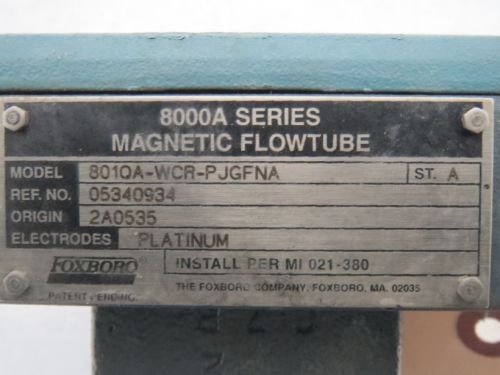 8000A SERIES
MAGNETIC FLOWTUBE
MODEL 801QA-WCR-PJGFNA ST. A
REF. NO. 05340934
ORIGIN 2A0535
ELECTRODES PLATINUM
FOXBORO® INSTALL PER MI 021-380
PATENT PENDING. THE FOXBORO COMPANY, FOXBORO, MA. 02035